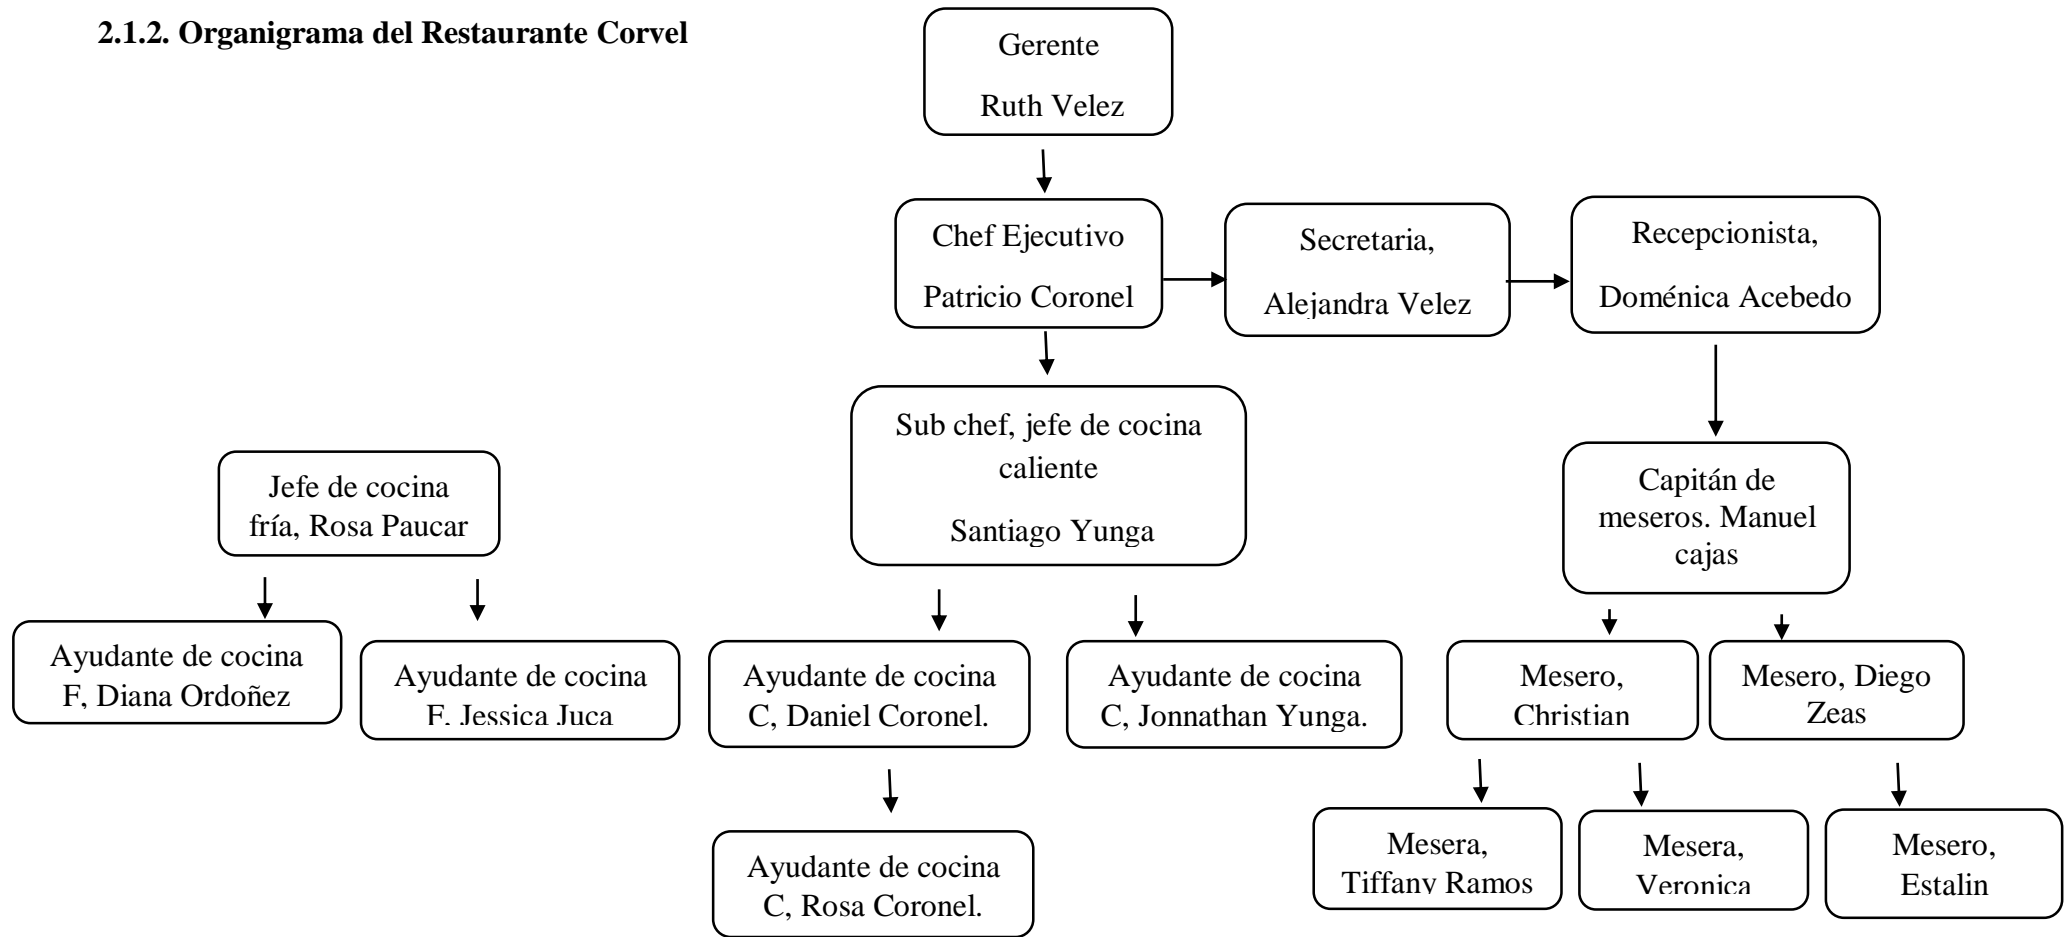 2.1.2. Organigrama del Restaurante Corvel
Gerente
Ruth Velez
Chef Ejecutivo
Patricio Coronel
Secretaria,
Alejandra Velez
Recepcionista,
Doménica Acebedo
Sub chef, jefe de cocina
caliente
Santiago Yunga
Jefe de cocina
fría, Rosa Paucar
Capitán de
meseros. Manuel
cajas
Ayudante de cocina
F, Diana Ordoñez
Ayudante de cocina
F, Jessica Juca
Ayudante de cocina
C, Daniel Coronel.
Ayudante de cocina
C, Jonnathan Yunga.
Mesero,
Christian
Mesero, Diego
Zeas
Ayudante de cocina
C, Rosa Coronel.
Mesera,
Tiffany Ramos
Mesera,
Veronica
Mesero,
Estalin